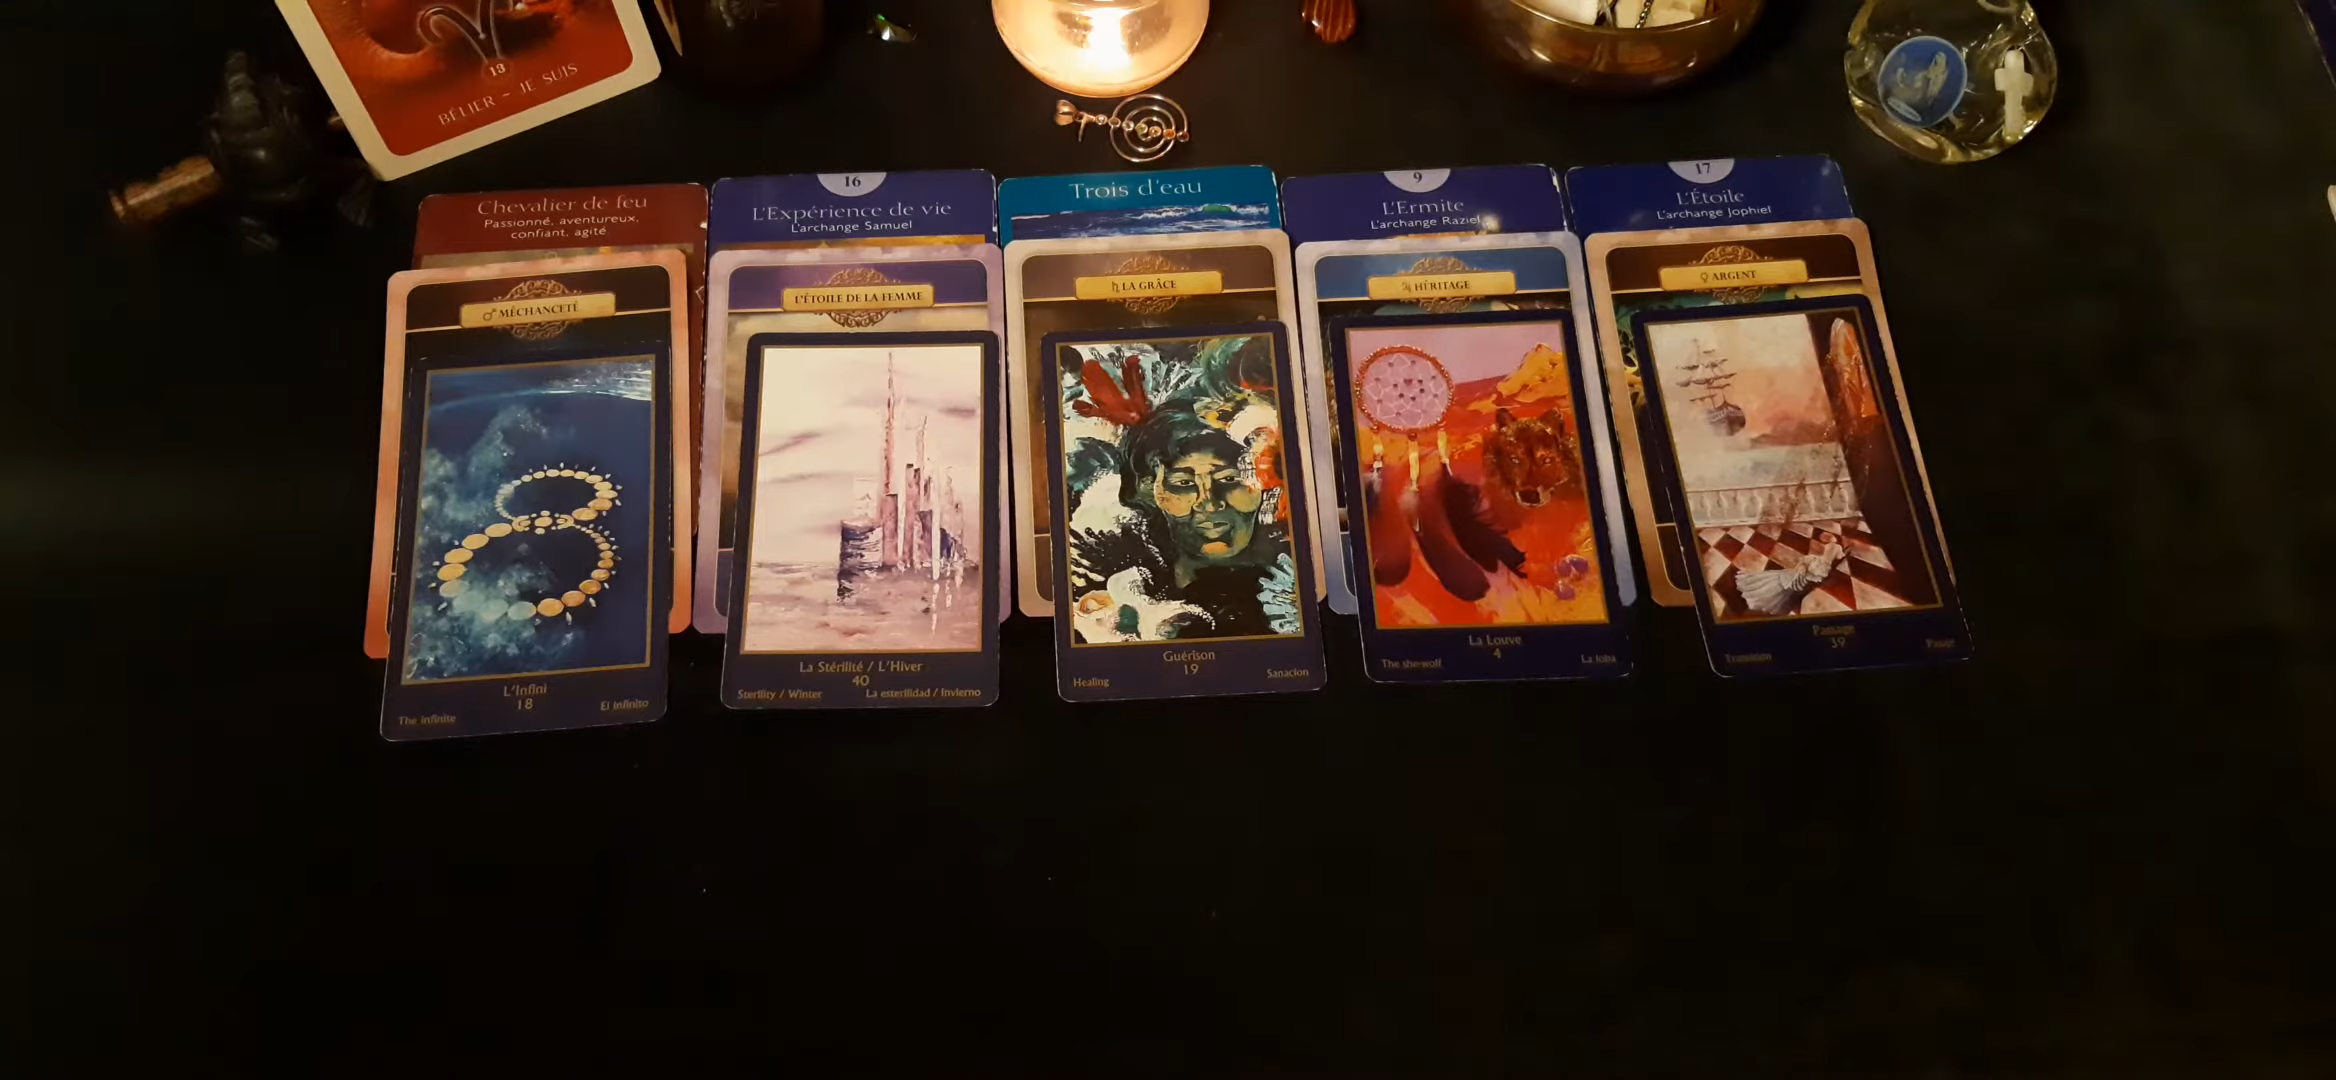 13
BÉLIER ~ JE SUIS
Chevalier de feu
Passionné, aventureux,
confiant, agité
16
L'Expérience de vie
L'archange Samuel
Trois d'eau
9
L'Ermite
L'archange Raziel
17
L'Étoile
L'archange Jophiel
♂ MÉCHANCETÉ
L'ÉTOILE DE LA FEMME
♄ LA GRÂCE
♃ HÉRITAGE
♀ ARGENT
L'Infini
18
The Infinite
El Infinito
La Stérilité / L'Hiver
40
Sterility / Winter
La esterilidad / Invierno
Guérison
19
Healing
Sanacion
La Louve
4
The she-wolf
La loba
Passage
39
Transition
Pasaje